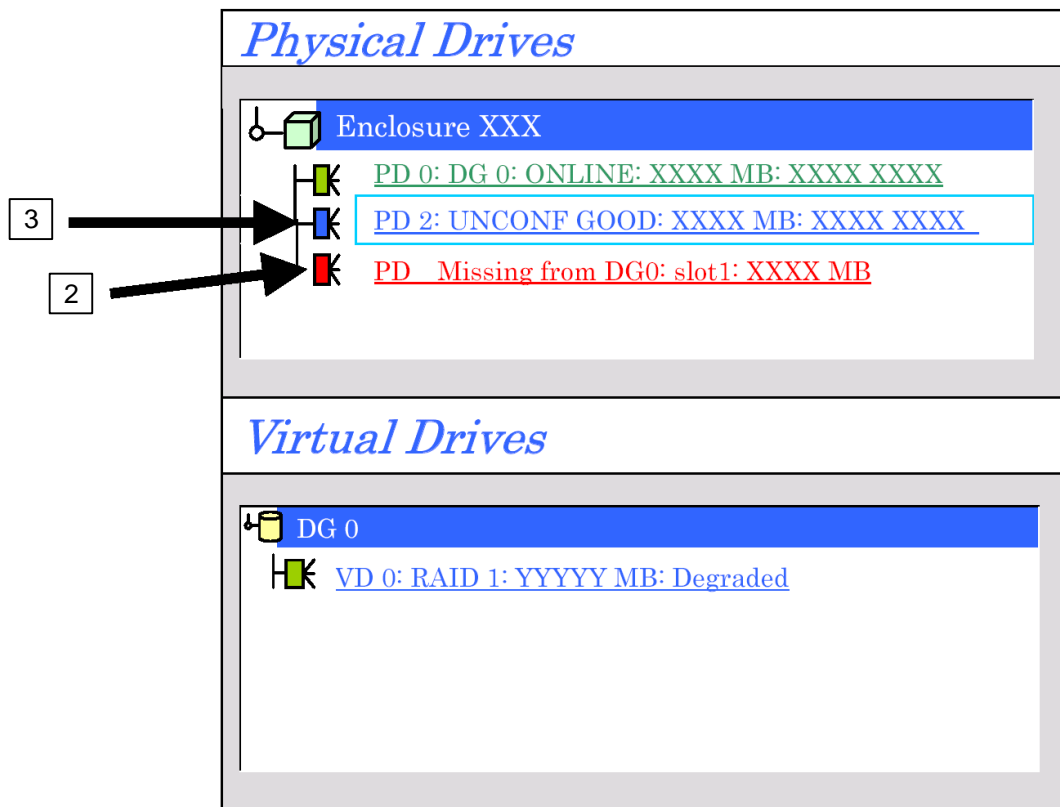 Physical Drives
Enclosure XXX
PD 0: DG 0: ONLINE: XXXX MB: XXXX XXXX
3
PD 2: UNCONF GOOD: XXXX MB: XXXX XXXX
PD   Missing from DG0: slot1: XXXX MB
2
Virtual Drives
DG 0
VD 0: RAID 1: YYYYY MB: Degraded